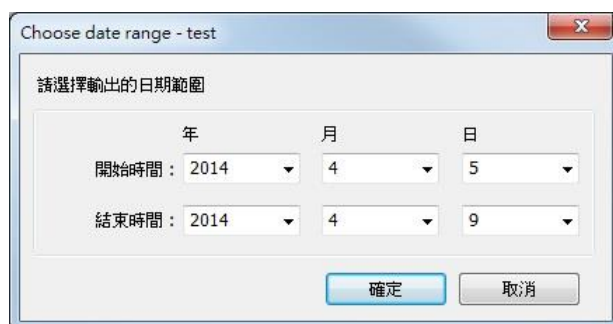 Choose date range - test
請選擇輸出的日期範圍
年 月 日
開始時間： 2014 4 5
結束時間： 2014 4 9
確定 取消